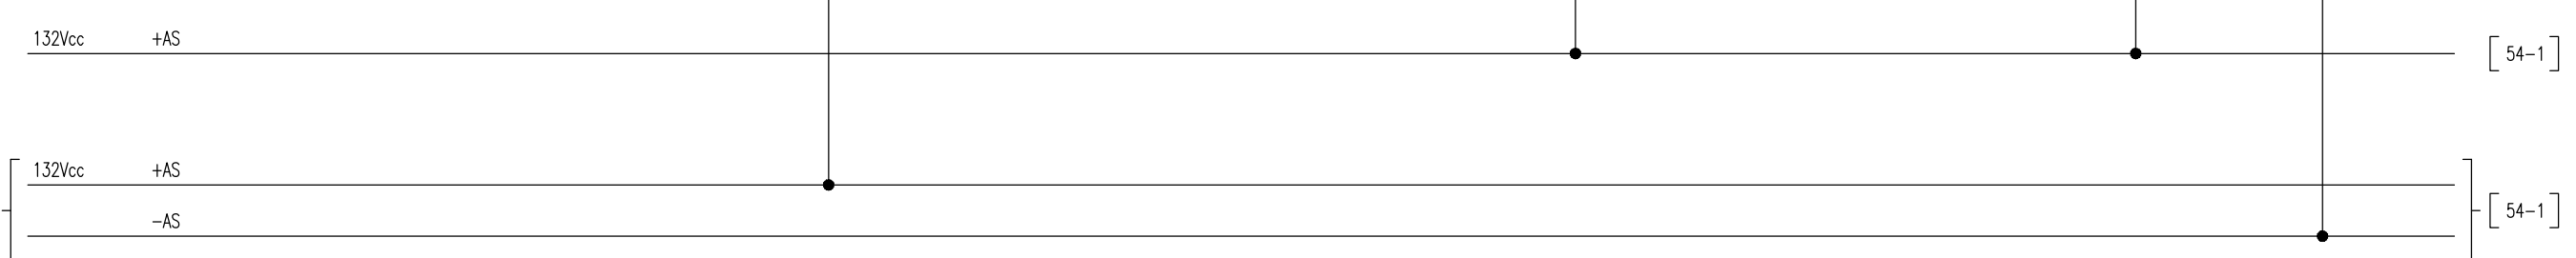 132Vcc +AS [ 54-1 ]
132Vcc +AS
-AS [ 54-1 ]